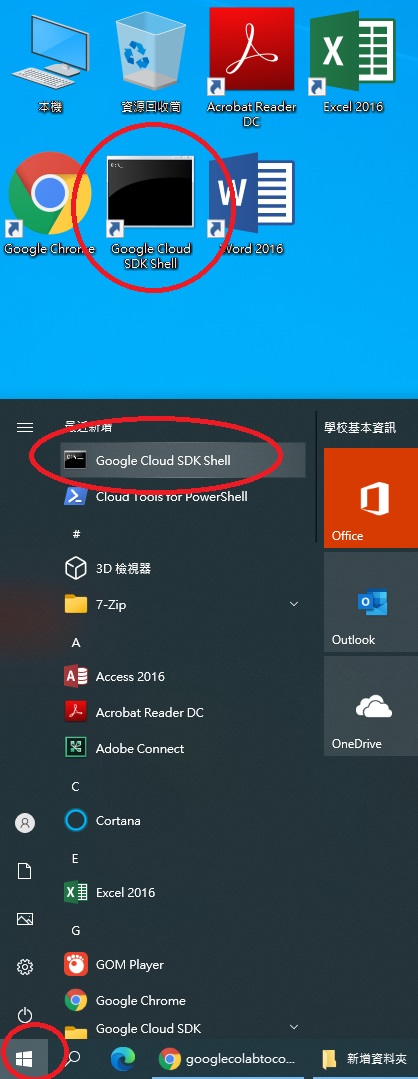 本機
資源回收筒
Acrobat Reader
DC
Excel 2016
C:\_
Google Chrome
Google Cloud
SDK Shell
Word 2016
最近新增
Google Cloud SDK Shell
Cloud Tools for PowerShell
#
3D 檢視器
7-Zip
A
Access 2016
Acrobat Reader DC
Adobe Connect
C
Cortana
E
Excel 2016
G
GOM Player
Google Chrome
Google Cloud SDK
學校基本資訊
Office
Outlook
OneDrive
googlecolabtoco...
新增資料夾